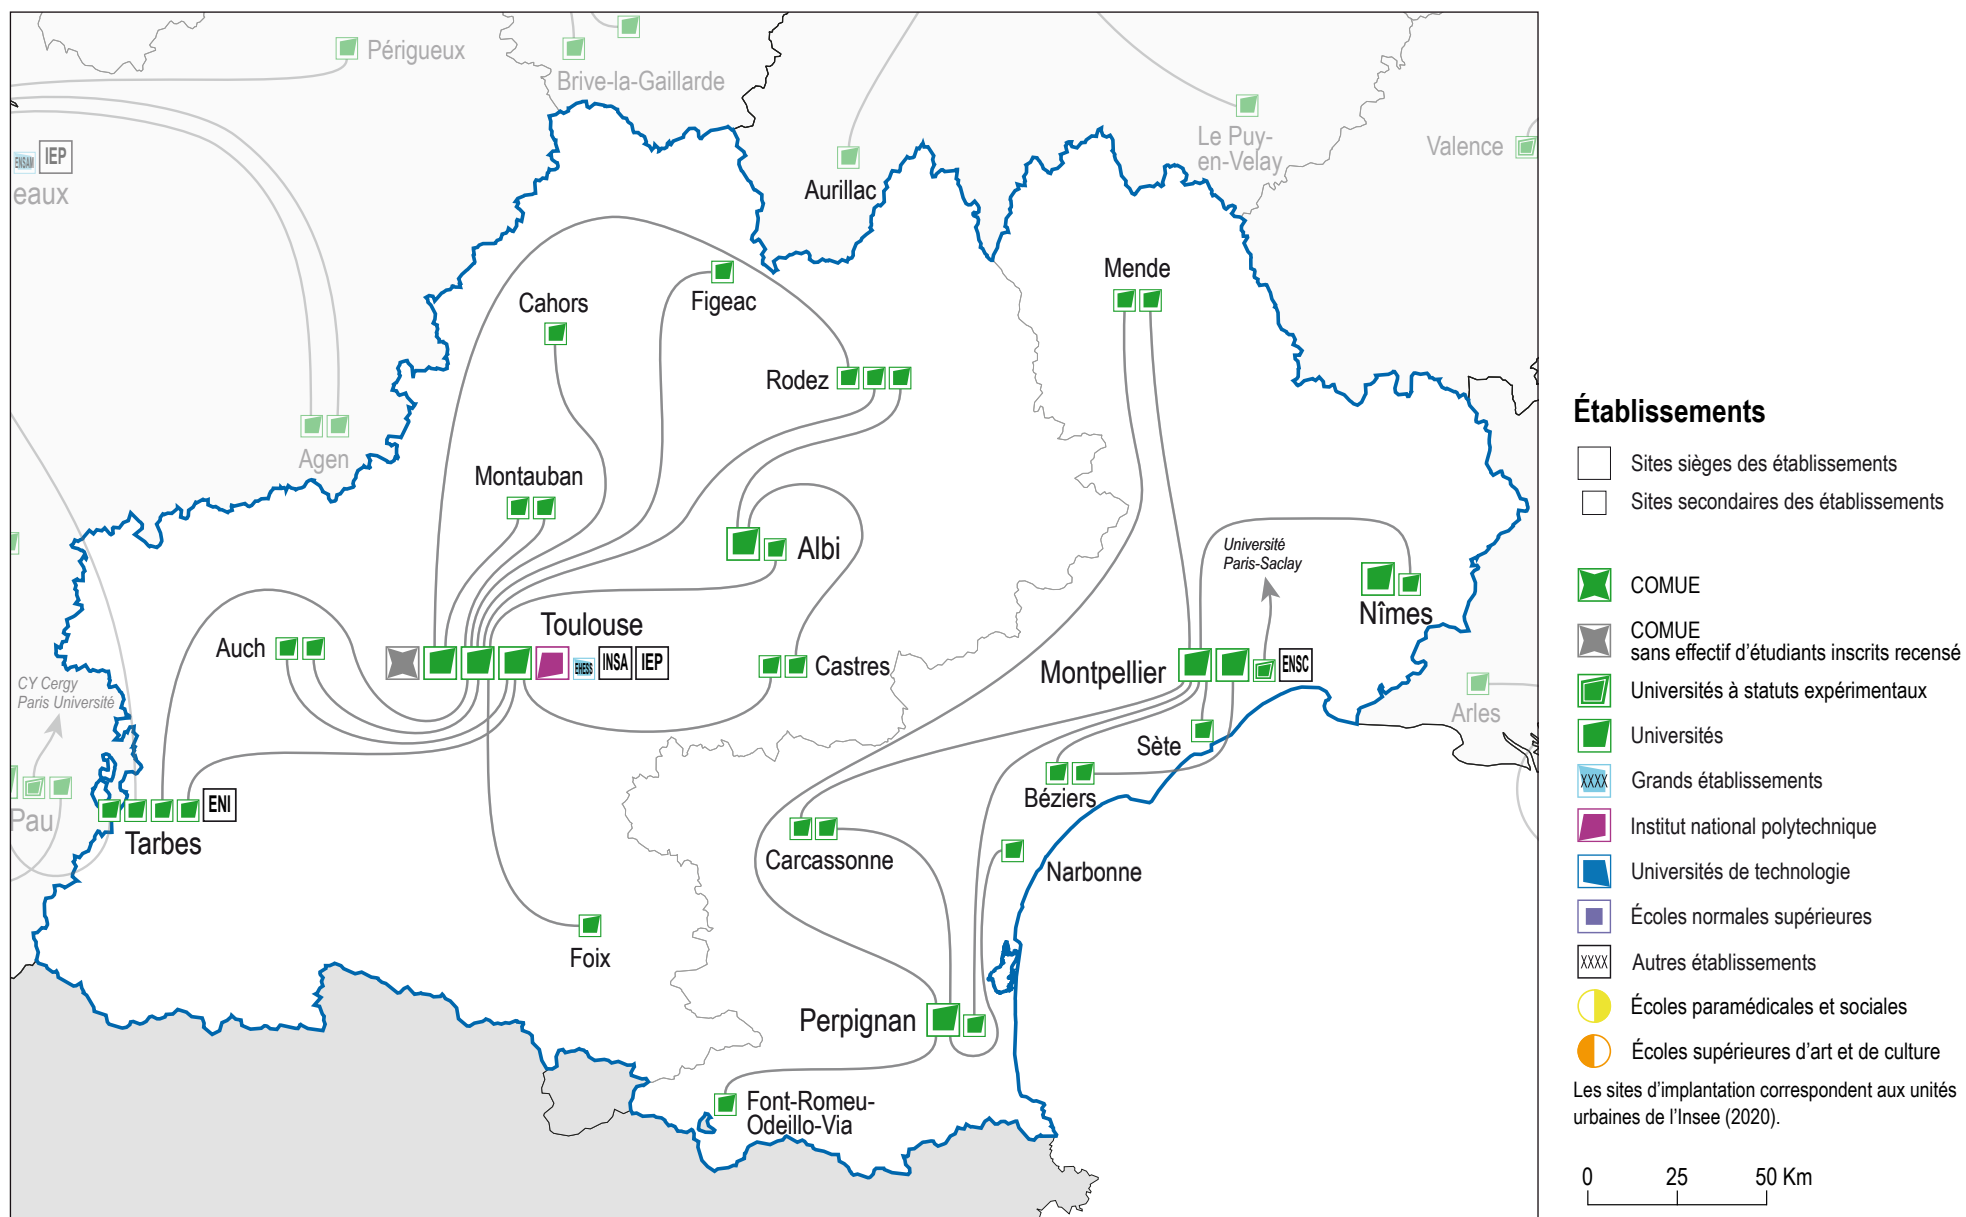 Périgueux
Brive-la-Gaillarde
Le Puy-
en-Velay
Valence
ENSAM
IEP
eaux
Aurillac
Mende
Figeac
Cahors
Rodez
Agen
Montauban
Albi
Université
Paris-Saclay
Nîmes
Toulouse
Auch
EHESS
INSA
IEP
Castres
Montpellier
ENSC
CY Cergy
Paris Université
Arles
Sète
Béziers
Pau
ENI
Tarbes
Carcassonne
Narbonne
Foix
Perpignan
Font-Romeu-
Odeillo-Via
Établissements
Sites sièges des établissements
Sites secondaires des établissements
COMUE
COMUE
sans effectif d’étudiants inscrits recensé
Universités à statuts expérimentaux
Universités
XXXX Grands établissements
Institut national polytechnique
Universités de technologie
Écoles normales supérieures
XXXX Autres établissements
Écoles paramédicales et sociales
Écoles supérieures d’art et de culture
Les sites d’implantation correspondent aux unités
urbaines de l’Insee (2020).
0 25 50 Km